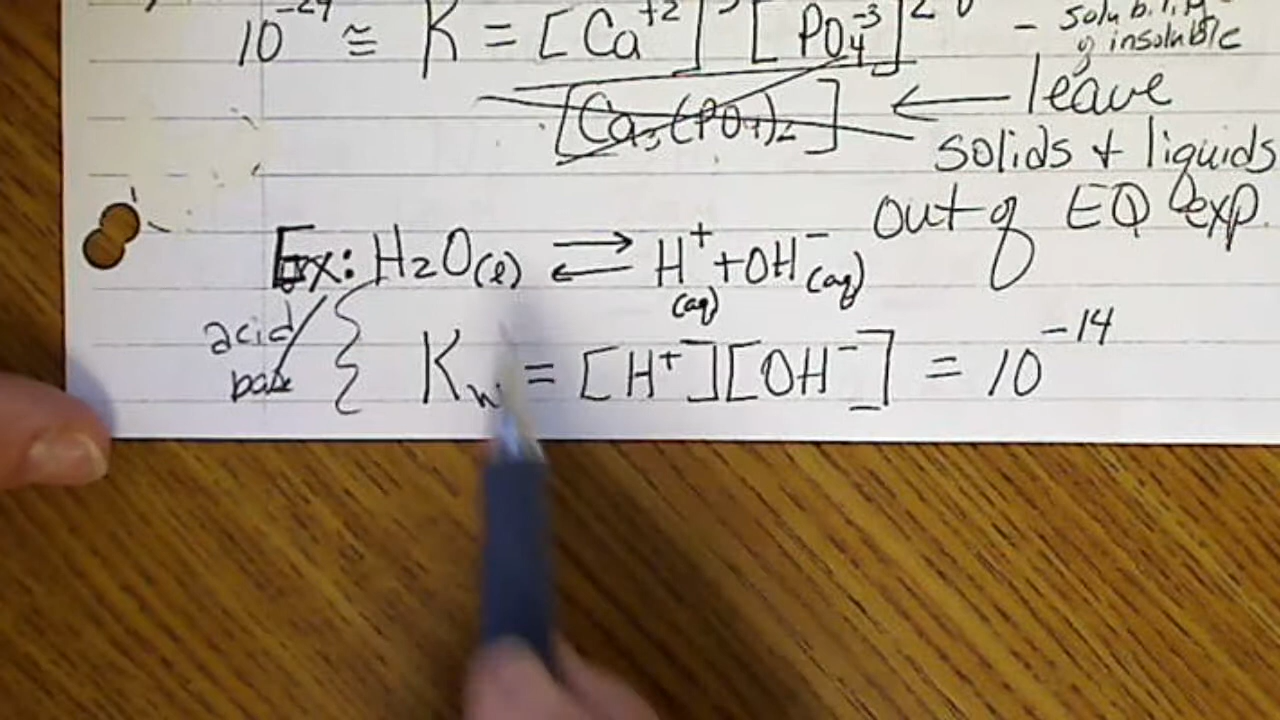 10⁻²⁹ ≅ K = [Ca⁺²]³ [PO₄⁻³]²
- solubility
of insoluble
[Ca₃(PO₄)₂] ← leave
solids + liquids
out of EQ exp.
Ex: H₂O(l) ⇄ H⁺(aq) + OH⁻(aq)
acid/base { Kw = [H⁺][OH⁻] = 10⁻¹⁴